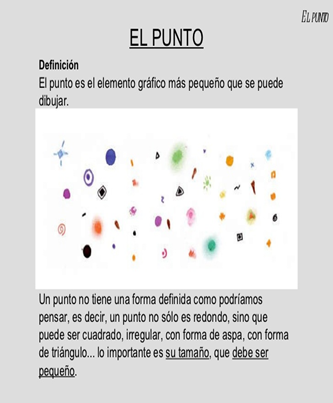 EL PUNTO
EL PUNTO
Definición
El punto es el elemento gráfico más pequeño que se puede
dibujar.
Un punto no tiene una forma definida como podríamos
pensar, es decir, un punto no sólo es redondo, sino que
puede ser cuadrado, irregular, con forma de aspa, con forma
de triángulo... lo importante es su tamaño, que debe ser
pequeño.